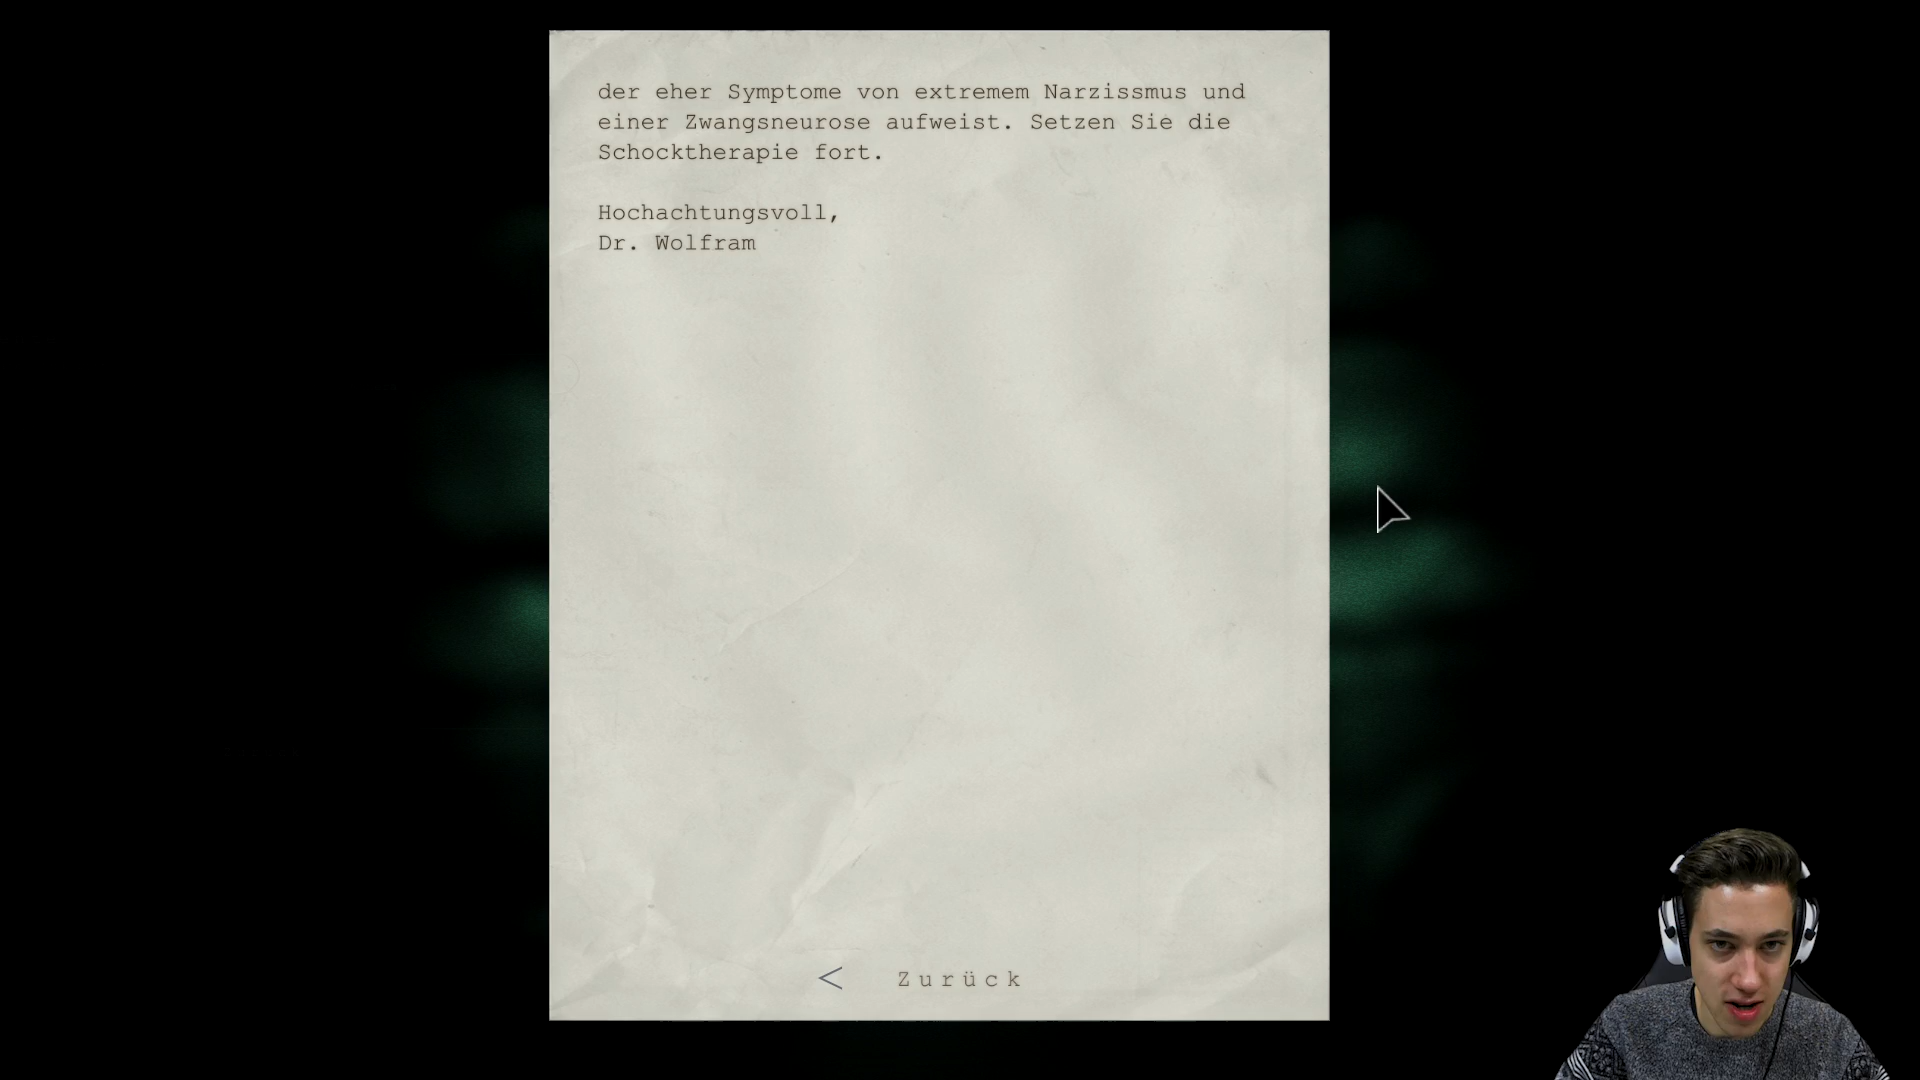 der eher Symptome von extremem Narzissmus und
einer Zwangsneurose aufweist. Setzen Sie die
Schocktherapie fort.
Hochachtungsvoll,
Dr. Wolfram
< Zurück